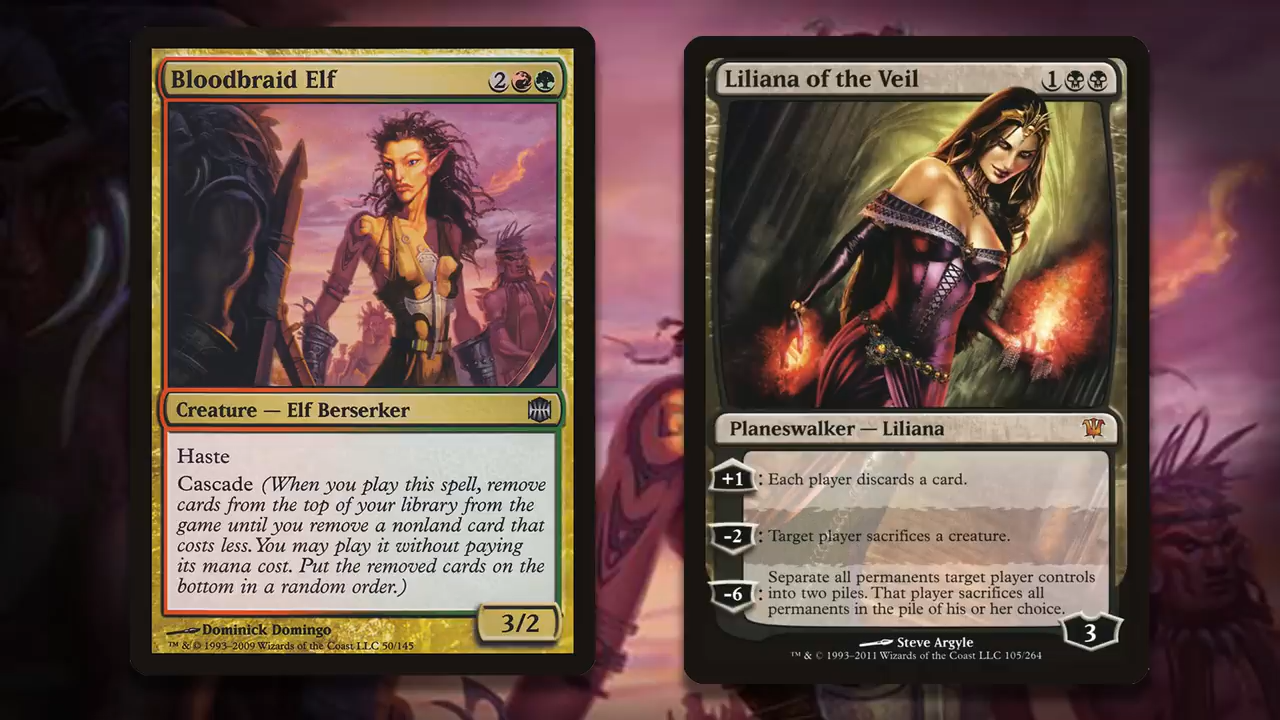 Bloodbraid Elf 2
Creature — Elf Berserker
Haste
Cascade (When you play this spell, remove
cards from the top of your library from the
game until you remove a nonland card that
costs less. You may play it without paying
its mana cost. Put the removed cards on the
bottom in a random order.)
3/2
Dominick Domingo
™ & © 1993–2009 Wizards of the Coast LLC 50/145
Liliana of the Veil 1
Planeswalker — Liliana
+1 : Each player discards a card.
-2 : Target player sacrifices a creature.
Separate all permanents target player controls
-6 : into two piles. That player sacrifices all
permanents in the pile of his or her choice.
3
Steve Argyle
™ & © 1993–2011 Wizards of the Coast LLC 105/264